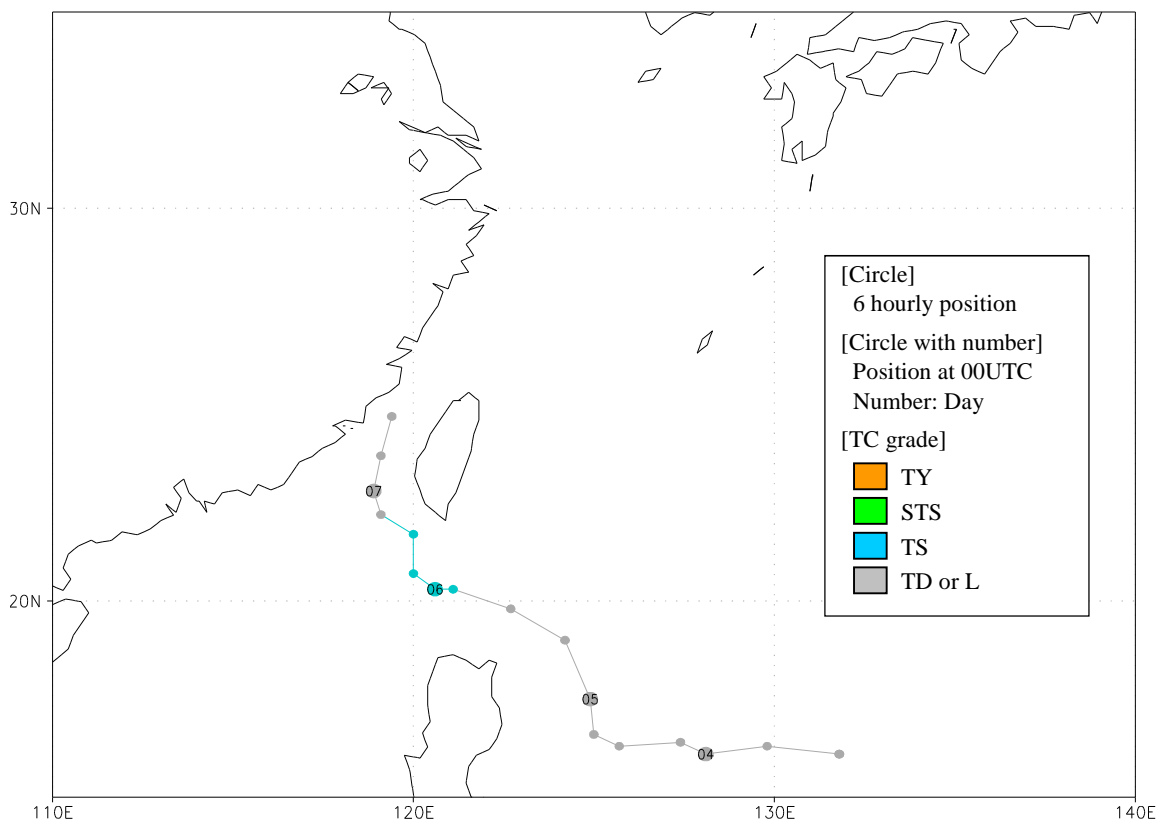 30N
[Circle]
6 hourly position
[Circle with number]
Position at 00UTC
Number: Day
[TC grade]
TY
STS
TS
TD or L
07
06
20N
05
04
110E 120E 130E 140E